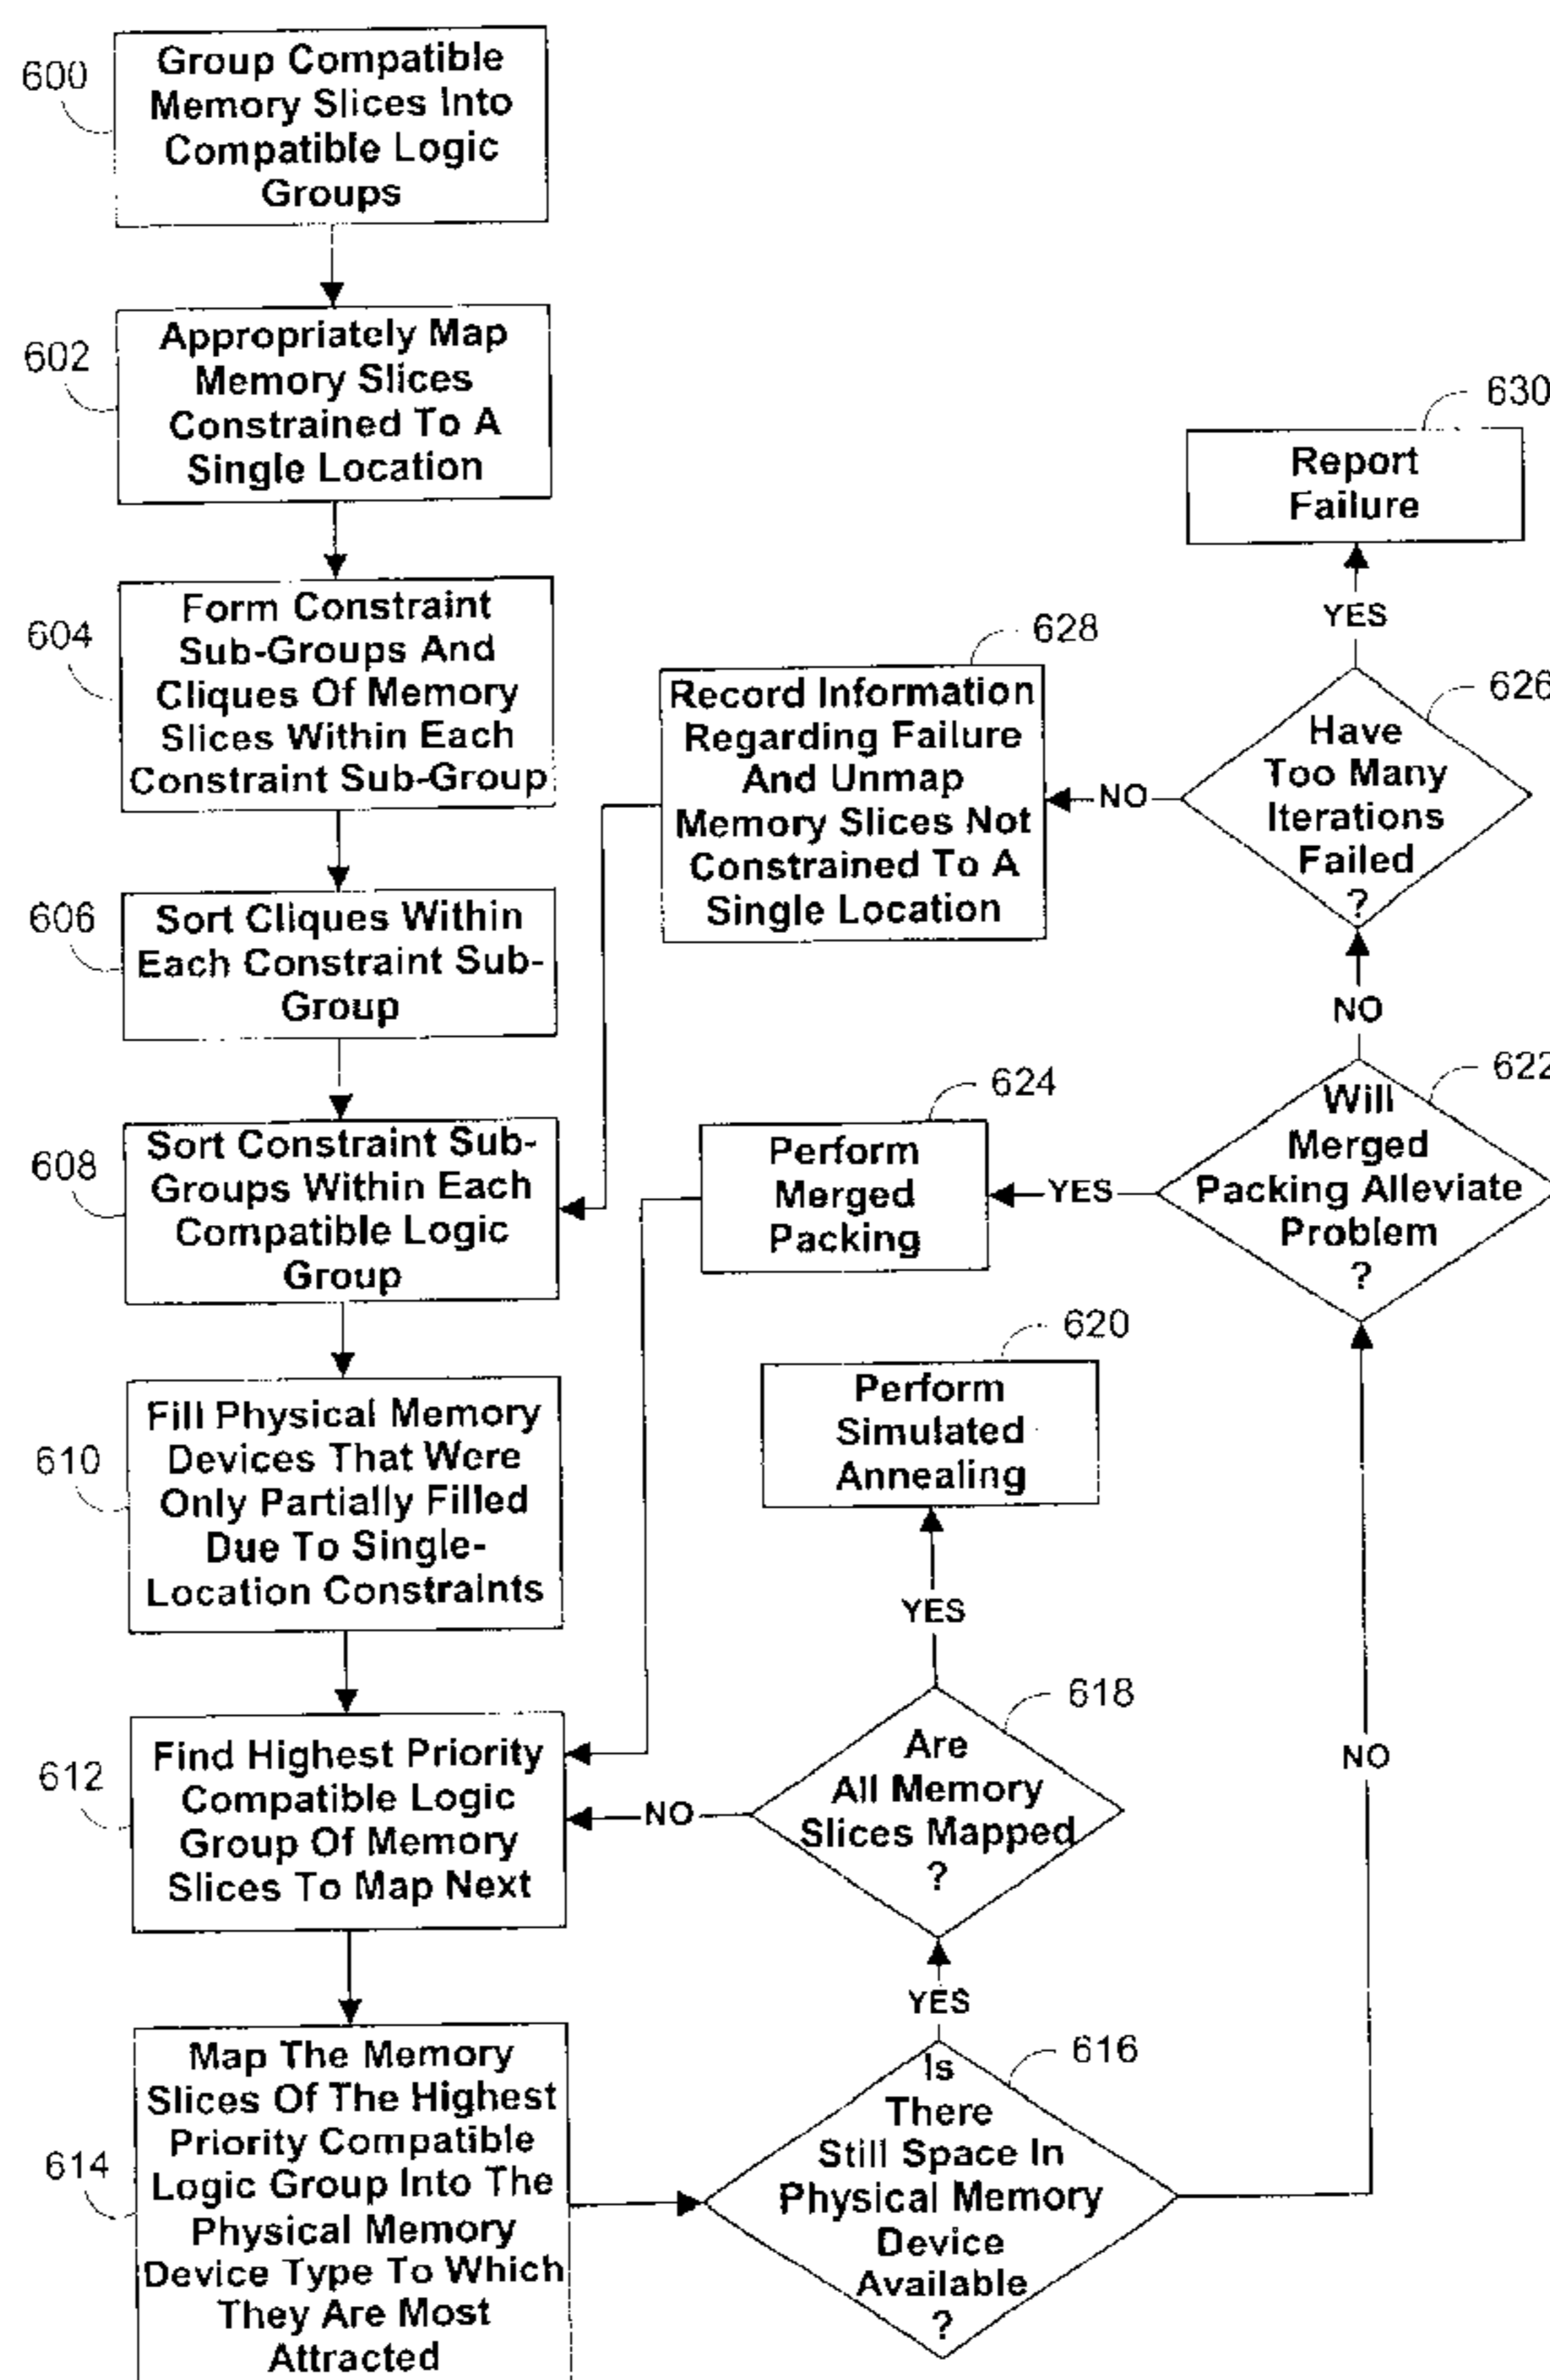 600
Group Compatible
Memory Slices Into
Compatible Logic
Groups
602
Appropriately Map
Memory Slices
Constrained To A
Single Location
604
Form Constraint
Sub-Groups And
Cliques Of Memory
Slices Within Each
Constraint Sub-Group
606
Sort Cliques Within
Each Constraint Sub-
Group
608
Sort Constraint Sub-
Groups Within Each
Compatible Logic
Group
610
Fill Physical Memory
Devices That Were
Only Partially Filled
Due To Single-
Location Constraints
612
Find Highest Priority
Compatible Logic
Group Of Memory
Slices To Map Next
614
Map The Memory
Slices Of The Highest
Priority Compatible
Logic Group Into The
Physical Memory
Device Type To Which
They Are Most
Attracted
616
Is
There
Still Space In
Physical Memory
Device
Available
?
YES
NO
618
Are
All Memory
Slices Mapped
?
NO
YES
620
Perform
Simulated
Annealing
622
Will
Merged
Packing Alleviate
Problem
?
YES
NO
624
Perform
Merged
Packing
626
Have
Too Many
Iterations
Failed
?
NO
YES
628
Record Information
Regarding Failure
And Unmap
Memory Slices Not
Constrained To A
Single Location
630
Report
Failure